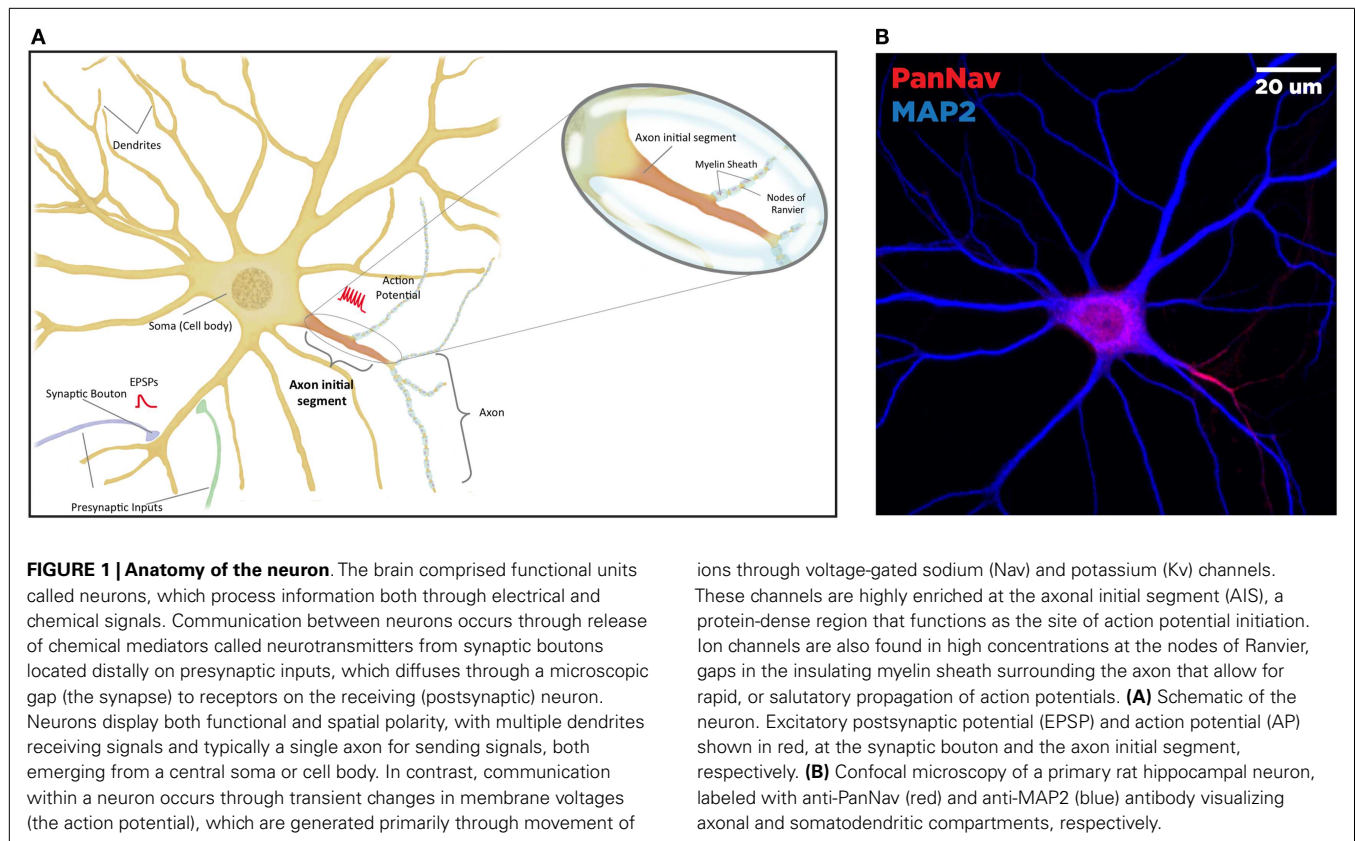 A
Dendrites
Axon initial segment
Myelin Sheath
Nodes of
Ranvier
Action
Potential
Soma (Cell body)
Axon initial
segment
EPSPs
Synaptic Bouton
Axon
Presynaptic Inputs
B
PanNav
MAP2
20 um
FIGURE 1 | Anatomy of the neuron. The brain comprised functional units
called neurons, which process information both through electrical and
chemical signals. Communication between neurons occurs through release
of chemical mediators called neurotransmitters from synaptic boutons
located distally on presynaptic inputs, which diffuses through a microscopic
gap (the synapse) to receptors on the receiving (postsynaptic) neuron.
Neurons display both functional and spatial polarity, with multiple dendrites
receiving signals and typically a single axon for sending signals, both
emerging from a central soma or cell body. In contrast, communication
within a neuron occurs through transient changes in membrane voltages
(the action potential), which are generated primarily through movement of
ions through voltage-gated sodium (Nav) and potassium (Kv) channels.
These channels are highly enriched at the axonal initial segment (AIS), a
protein-dense region that functions as the site of action potential initiation.
Ion channels are also found in high concentrations at the nodes of Ranvier,
gaps in the insulating myelin sheath surrounding the axon that allow for
rapid, or salutatory propagation of action potentials. (A) Schematic of the
neuron. Excitatory postsynaptic potential (EPSP) and action potential (AP)
shown in red, at the synaptic bouton and the axon initial segment,
respectively. (B) Confocal microscopy of a primary rat hippocampal neuron,
labeled with anti-PanNav (red) and anti-MAP2 (blue) antibody visualizing
axonal and somatodendritic compartments, respectively.